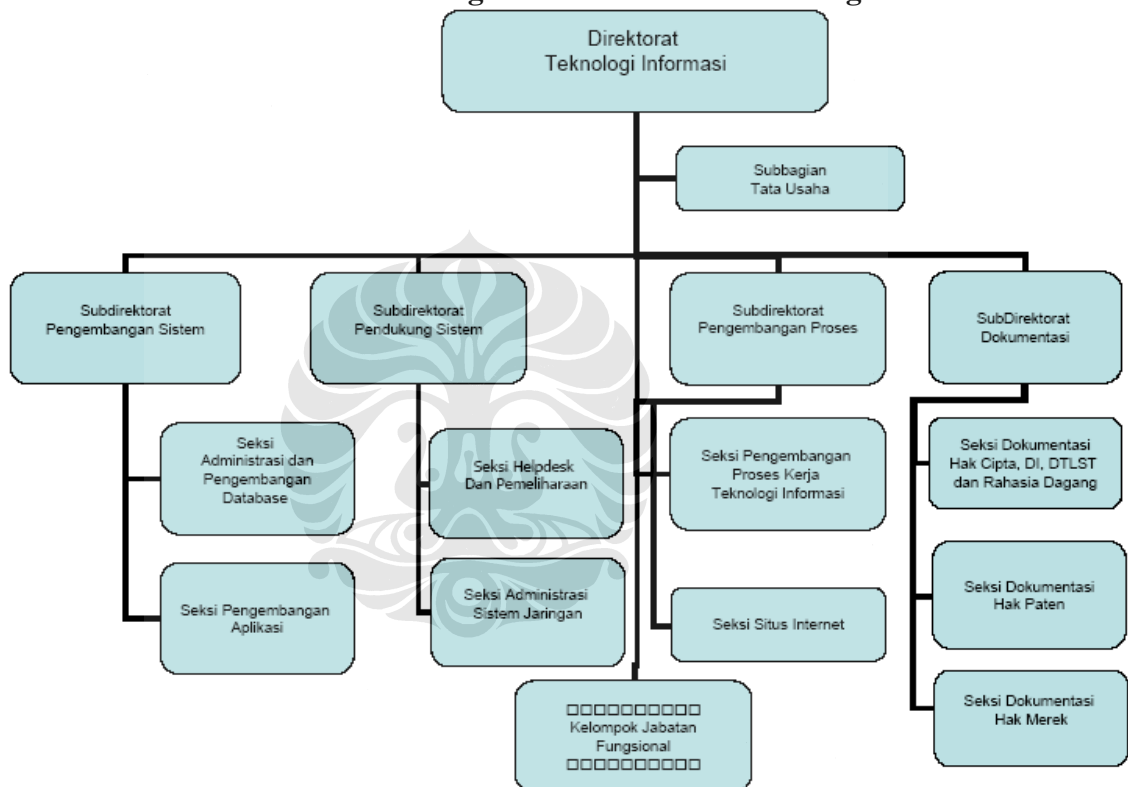 Direktorat
Teknologi Informasi
Subbagian
Tata Usaha
Subdirektorat
Pengembangan Sistem
Subdirektorat
Pendukung Sistem
Subdirektorat
Pengembangan Proses
SubDirektorat
Dokumentasi
Seksi
Administrasi dan
Pengembangan
Database
Seksi Helpdesk
Dan Pemeliharaan
Seksi Pengembangan
Proses Kerja
Teknologi Informasi
Seksi Dokumentasi
Hak Cipta, DI, DTLST
dan Rahasia Dagang
Seksi Pengembangan
Aplikasi
Seksi Administrasi
Sistem Jaringan
Seksi Situs Internet
Seksi Dokumentasi
Hak Paten
Seksi Dokumentasi
Hak Merek
□□□□□□□□□□
Kelompok Jabatan
Fungsional
□□□□□□□□□□